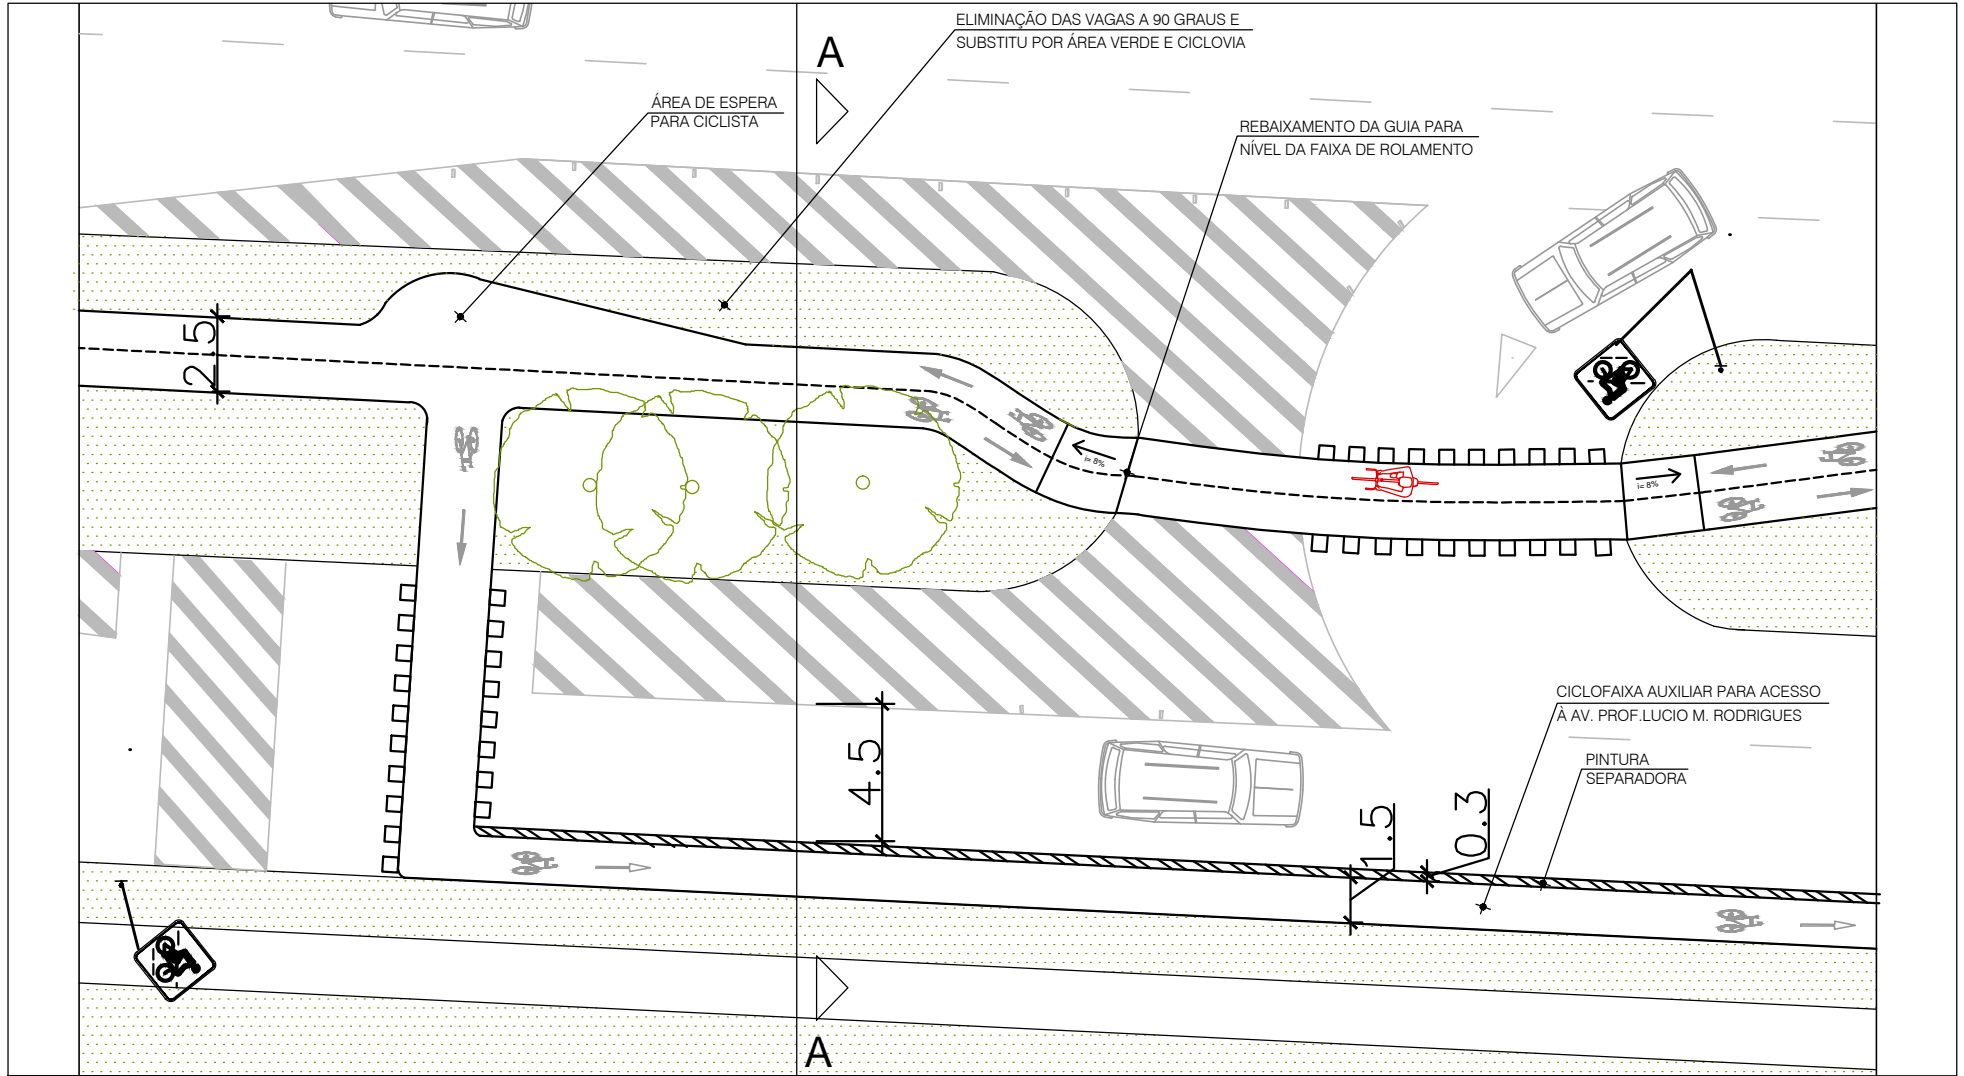 ELIMINAÇÃO DAS VAGAS A 90 GRAUS E
SUBSTITU POR ÁREA VERDE E CICLOVIA
A
ÁREA DE ESPERA
PARA CICLISTA
REBAIXAMENTO DA GUIA PARA
NÍVEL DA FAIXA DE ROLAMENTO
2.5
i= 8%
i= 8%
CICLOFAIXA AUXILIAR PARA ACESSO
À AV. PROF.LUCIO M. RODRIGUES
PINTURA
SEPARADORA
4.5
1.5
0.3
A